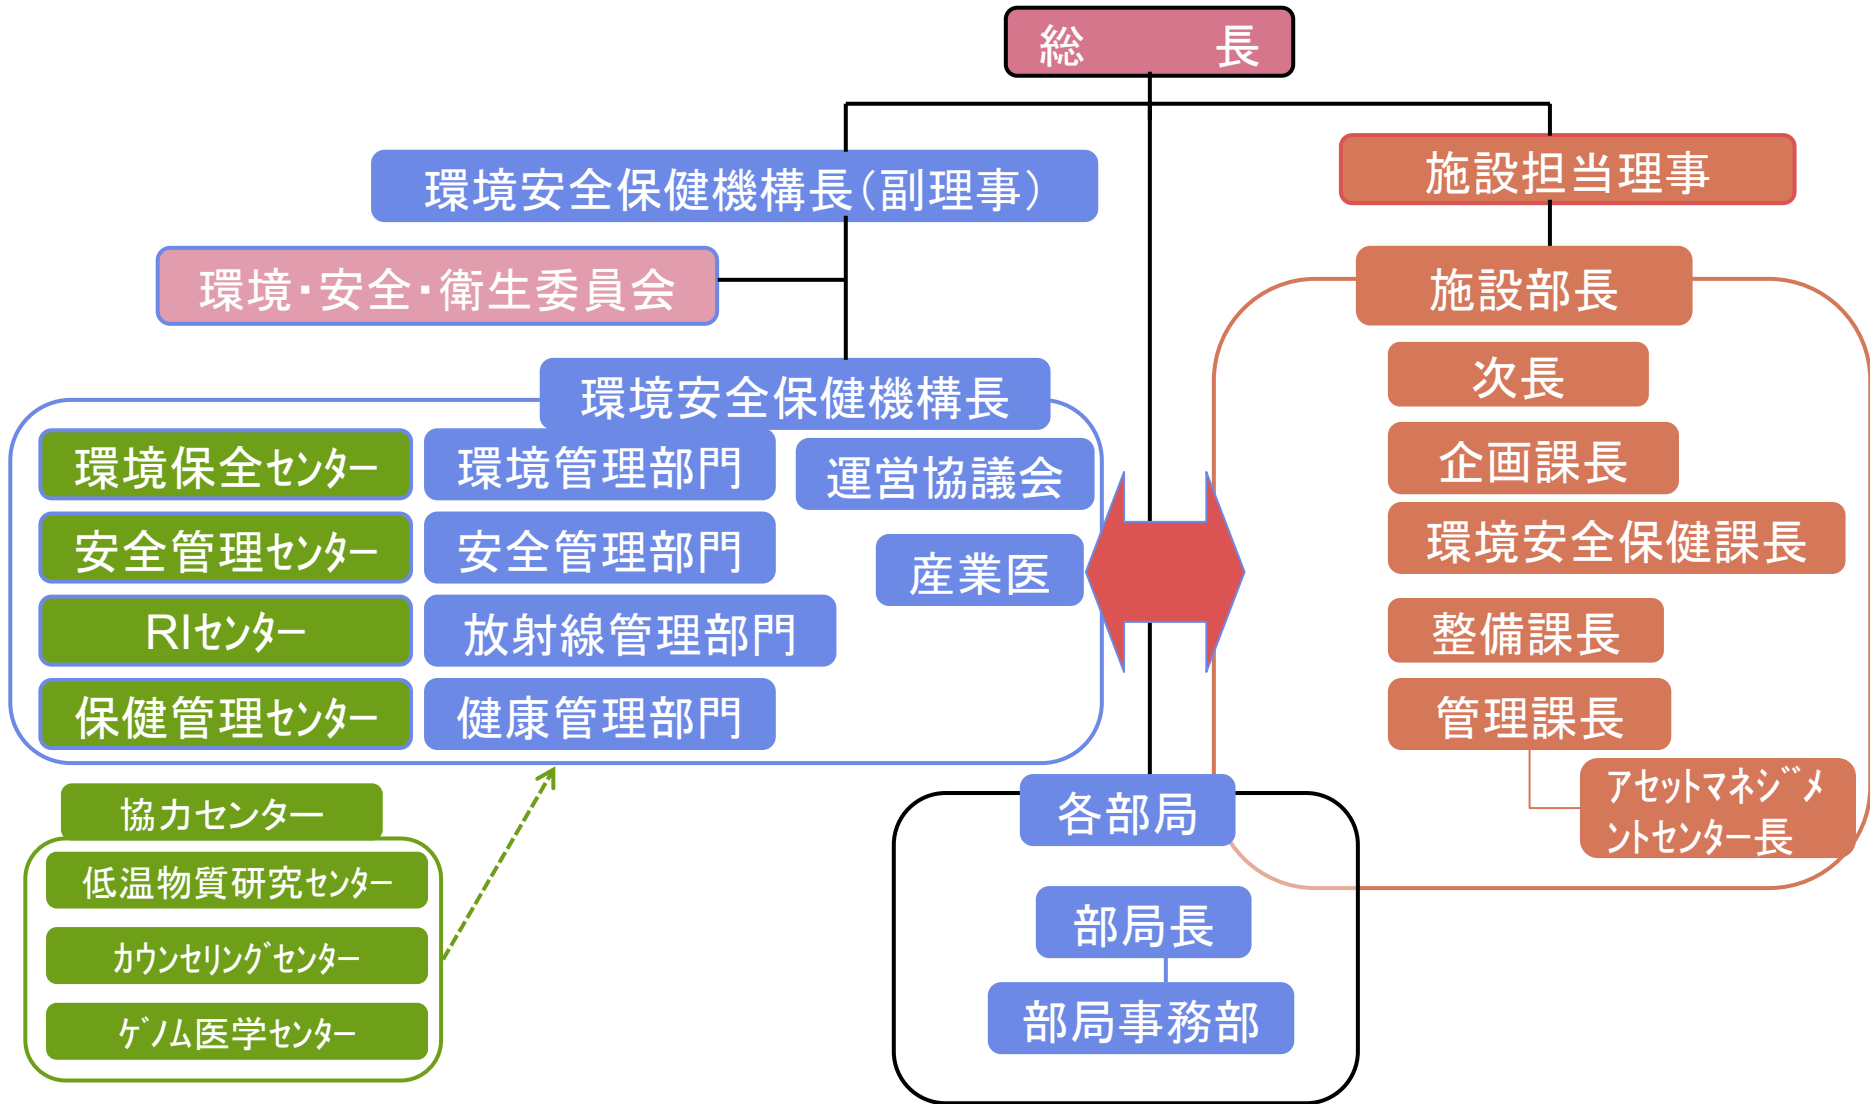 総　　長
環境安全保健機構長（副理事）
施設担当理事
環境・安全・衛生委員会
施設部長
環境安全保健機構長
次長
環境保全センター
環境管理部門
運営協議会
企画課長
安全管理センター
安全管理部門
産業医
環境安全保健課長
RIセンター
放射線管理部門
整備課長
保健管理センター
健康管理部門
管理課長
アセットマネジメ
ントセンター長
協力センター
各部局
低温物質研究センター
部局長
カウンセリングセンター
部局事務部
ゲノム医学センター